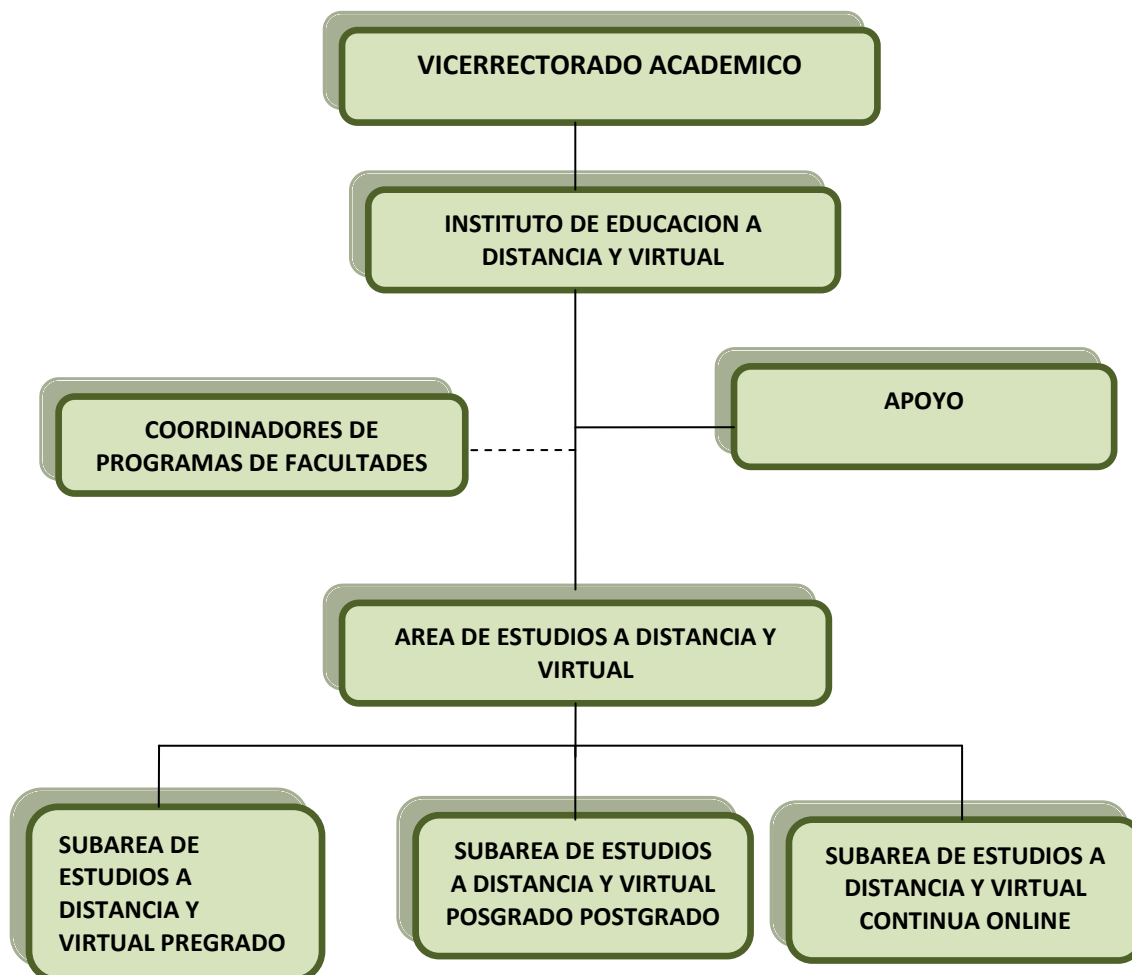 VICERRECTORADO ACADEMICO
INSTITUTO DE EDUCACION A
DISTANCIA Y VIRTUAL
APOYO
COORDINADORES DE
PROGRAMAS DE FACULTADES
AREA DE ESTUDIOS A DISTANCIA Y
VIRTUAL
SUBAREA DE
ESTUDIOS A
DISTANCIA Y
VIRTUAL PREGRADO
SUBAREA DE ESTUDIOS
A DISTANCIA Y VIRTUAL
POSGRADO POSTGRADO
SUBAREA DE ESTUDIOS A
DISTANCIA Y VIRTUAL
CONTINUA ONLINE